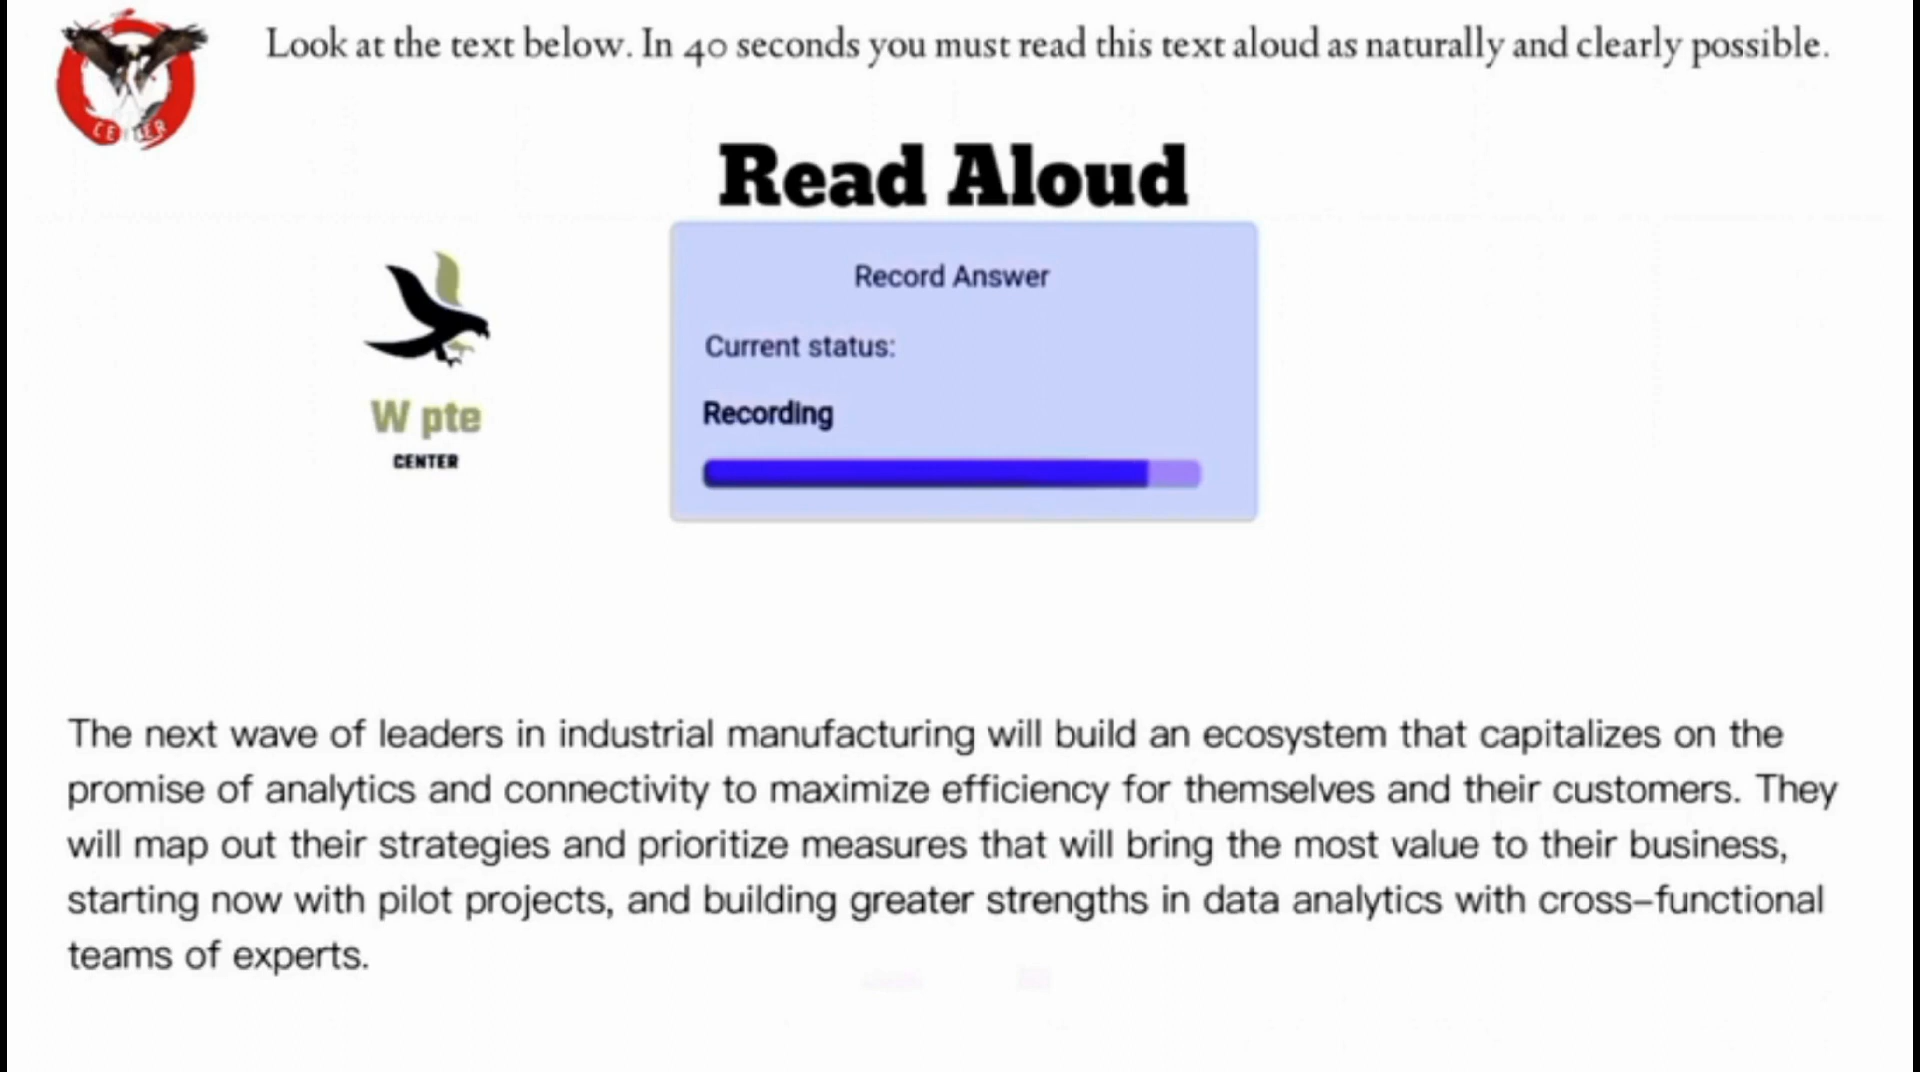 Look at the text below. In 40 seconds you must read this text aloud as naturally and clearly possible.
CENTER
Read Aloud
Record Answer
Current status:
Recording
W pte
CENTER
The next wave of leaders in industrial manufacturing will build an ecosystem that capitalizes on the
promise of analytics and connectivity to maximize efficiency for themselves and their customers. They
will map out their strategies and prioritize measures that will bring the most value to their business,
starting now with pilot projects, and building greater strengths in data analytics with cross-functional
teams of experts.